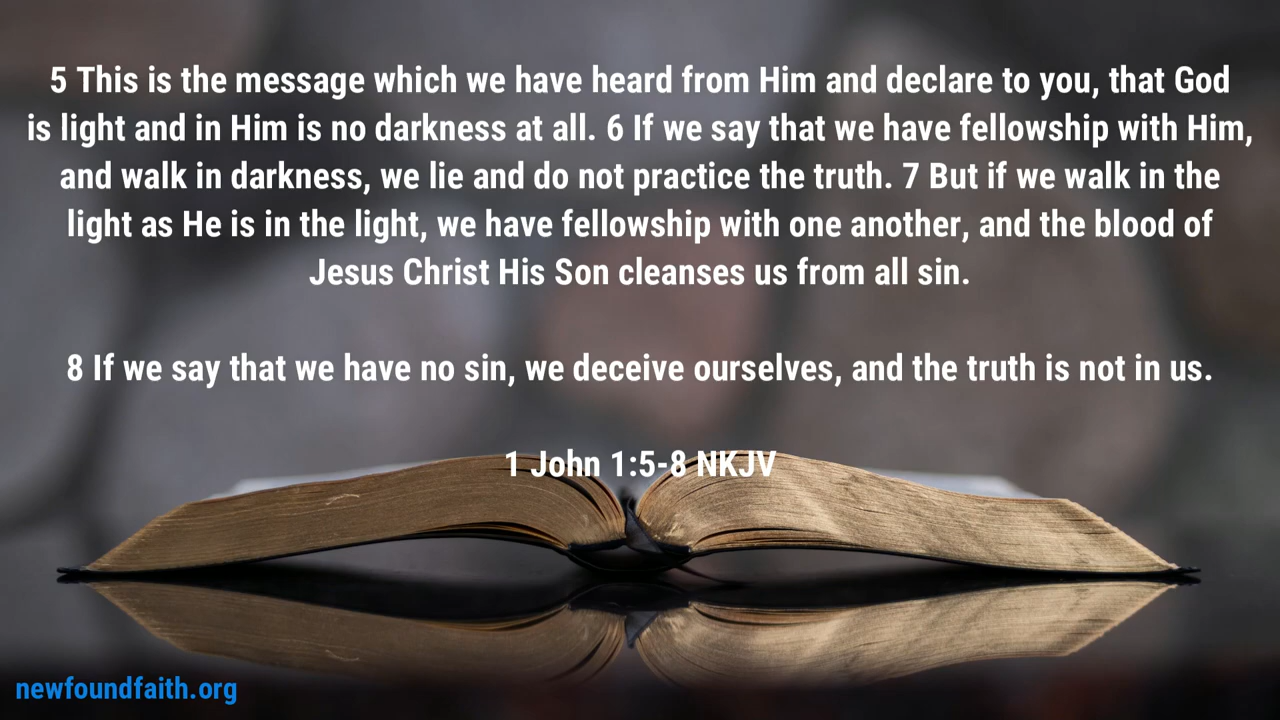 5 This is the message which we have heard from Him and declare to you, that God
is light and in Him is no darkness at all. 6 If we say that we have fellowship with Him,
and walk in darkness, we lie and do not practice the truth. 7 But if we walk in the
light as He is in the light, we have fellowship with one another, and the blood of
Jesus Christ His Son cleanses us from all sin.
8 If we say that we have no sin, we deceive ourselves, and the truth is not in us.
1 John 1:5-8 NKJV
newfoundfaith.org